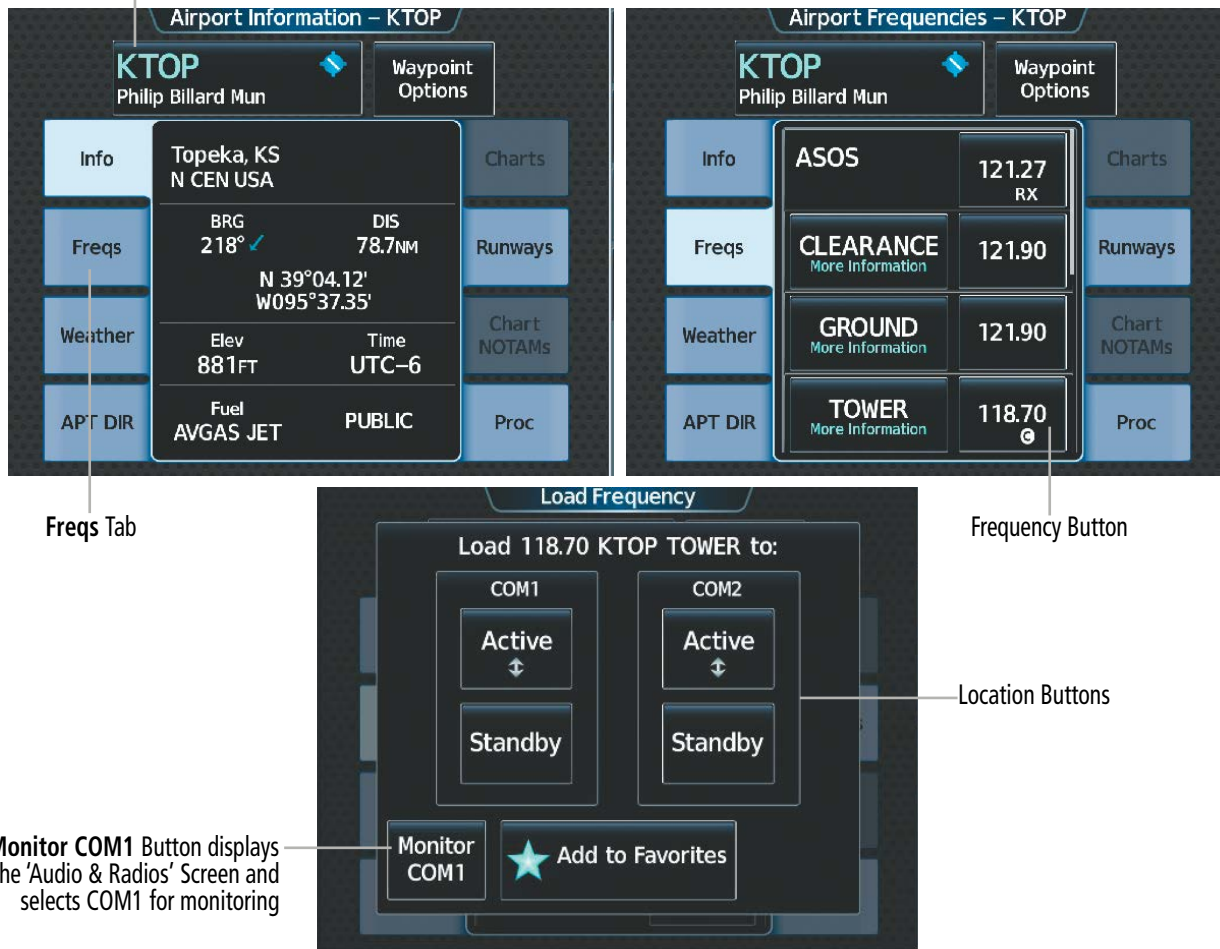 Airport Information – KTOP
KTOP
Philip Billard Mun
Waypoint
Options
Info
Freqs
Weather
APT DIR
Topeka, KS
N CEN USA
BRG
218°
DIS
78.7NM
N 39°04.12'
W095°37.35'
Elev
881FT
Time
UTC–6
Fuel
AVGAS JET
PUBLIC
Charts
Runways
Chart
NOTAMs
Proc
Freqs Tab
Airport Frequencies – KTOP
KTOP
Philip Billard Mun
Waypoint
Options
Info
Freqs
Weather
APT DIR
ASOS
121.27
RX
CLEARANCE
More Information
121.90
GROUND
More Information
121.90
TOWER
More Information
118.70
C
Charts
Runways
Chart
NOTAMs
Proc
Frequency Button
Load Frequency
Load 118.70 KTOP TOWER to:
COM1
Active
Standby
COM2
Active
Standby
Location Buttons
Monitor
COM1
Add to Favorites
Monitor COM1 Button displays
the 'Audio & Radios' Screen and
selects COM1 for monitoring